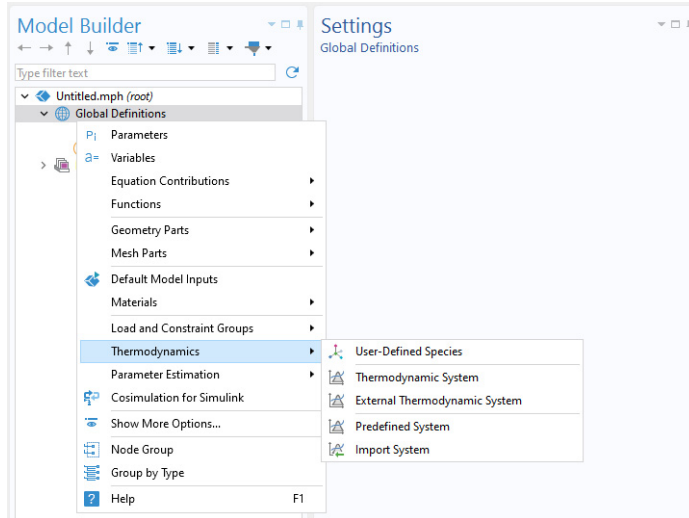 Model Builder
Type filter text
Untitled.mph (root)
Global Definitions
Pi Parameters
a= Variables
Equation Contributions
Functions
Geometry Parts
Mesh Parts
Default Model Inputs
Materials
Load and Constraint Groups
Thermodynamics
Parameter Estimation
Cosimulation for Simulink
Show More Options...
Node Group
Group by Type
? Help F1
User-Defined Species
Thermodynamic System
External Thermodynamic System
Predefined System
Import System
Settings
Global Definitions